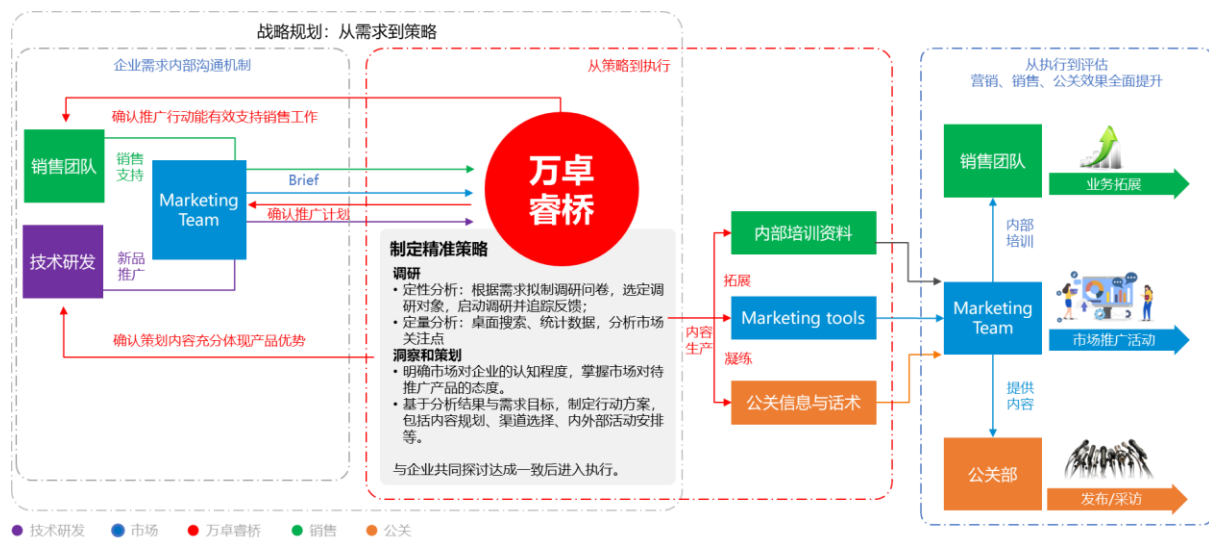 战略规划：从需求到策略
企业需求内部沟通机制
确认推广行动能有效支持销售工作
销售团队
销售
支持
Marketing
Team
技术研发
新品
推广
Brief
确认推广计划
确认策划内容充分体现产品优势
从策略到执行
万卓
睿桥
制定精准策略
调研
• 定性分析：根据需求拟制调研问卷，选定调
研对象，启动调研并追踪反馈；
• 定量分析：桌面搜索、统计数据，分析市场
关注点
洞察和策划
• 明确市场对企业的认知程度，掌握市场对待
推广产品的态度。
• 基于分析结果与需求目标，制定行动方案，
包括内容规划、渠道选择、内外部活动安排
等。
与企业共同探讨达成一致后进入执行。
内容
生产
内部培训资料
拓展
Marketing tools
凝练
公关信息与话术
从执行到评估
营销、销售、公关效果全面提升
销售团队
业务拓展
内部
培训
Marketing
Team
市场推广活动
提供
内容
公关部
发布/采访
技术研发
市场
万卓睿桥
销售
公关